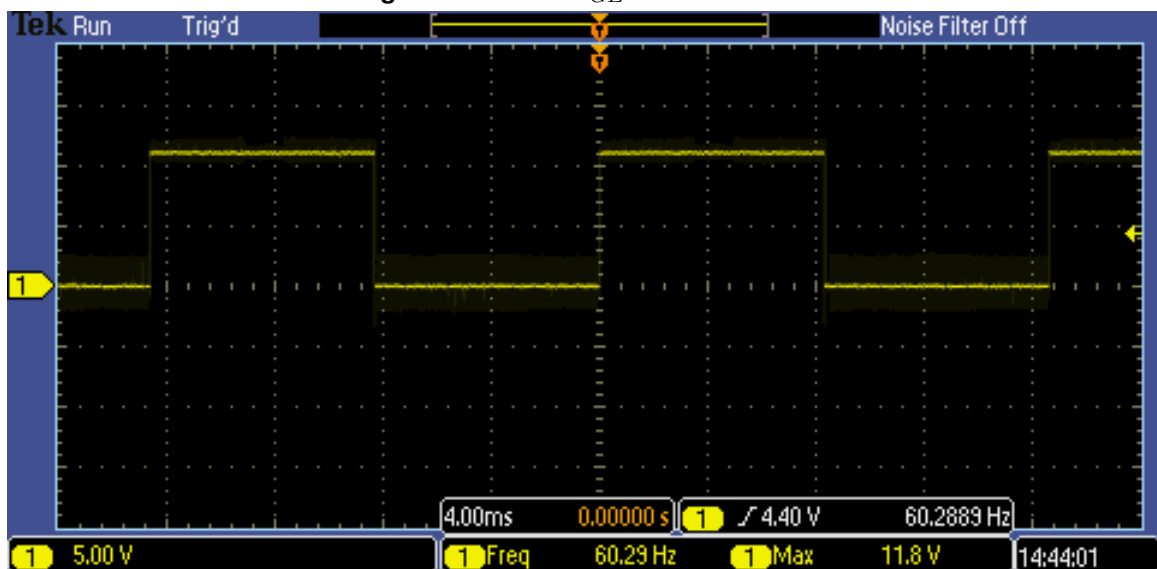 GE
Tek Run Trig'd Noise Filter Off
T
T
1
4.00ms 0.00000 s 1 4.40 V 60.2889 Hz
1 5.00 V 1 Freq 60.29 Hz 1 Max 11.8 V 14:44:01